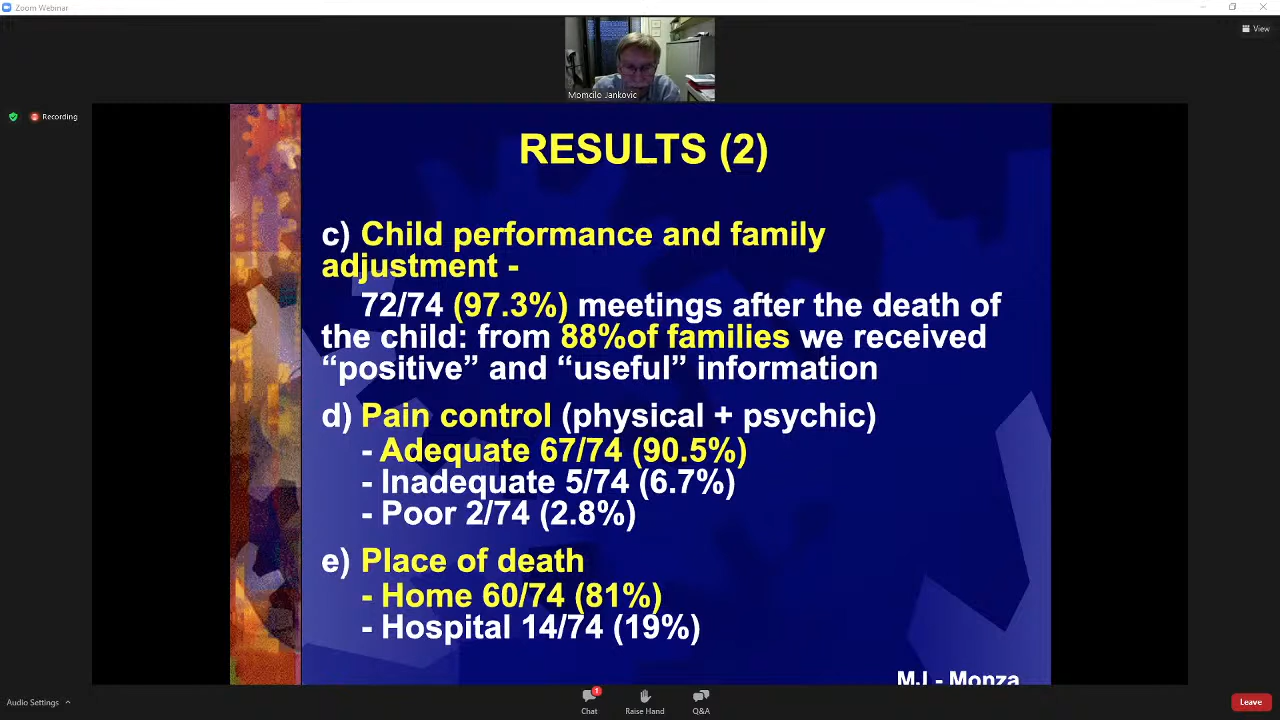 Zoom Webinar
View
Momcilo Jankovic
Recording
RESULTS (2)
c) Child performance and family
adjustment -
72/74 (97.3%) meetings after the death of
the child: from 88%of families we received
“positive” and “useful” information
d) Pain control (physical + psychic)
- Adequate 67/74 (90.5%)
- Inadequate 5/74 (6.7%)
- Poor 2/74 (2.8%)
e) Place of death
- Home 60/74 (81%)
- Hospital 14/74 (19%)
MJ - Monza
Audio Settings
1
Chat
Raise Hand
Q&A
Leave